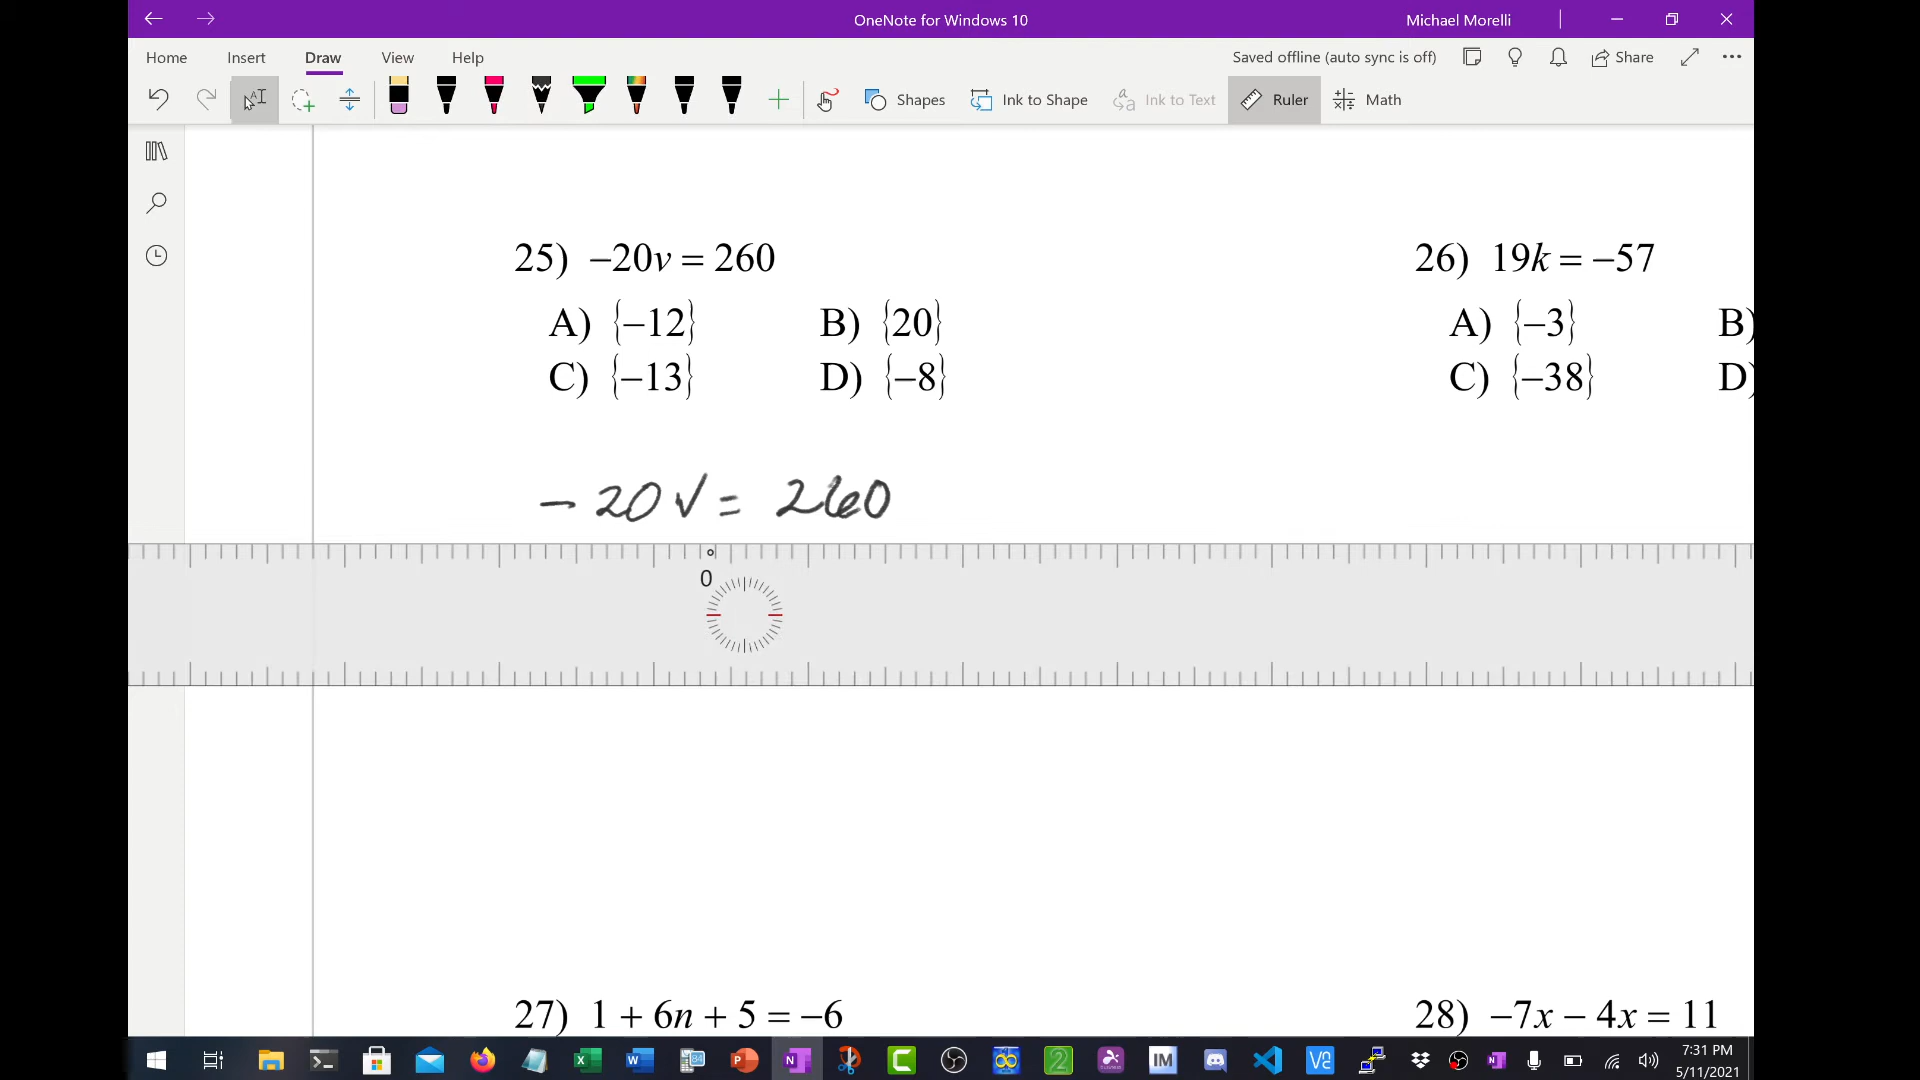 OneNote for Windows 10
Michael Morelli
Home Insert Draw View Help
Saved offline (auto sync is off)
Share
Shapes
Ink to Shape
Ink to Text
Ruler
Math
25) −20v = 260
A) {−12} B) {20}
C) {−13} D) {−8}
26) 19k = −57
A) {−3} B)
C) {−38} D)
− 20v = 260
0
27) 1 + 6n + 5 = −6
28) −7x − 4x = 11
7:31 PM
5/11/2021